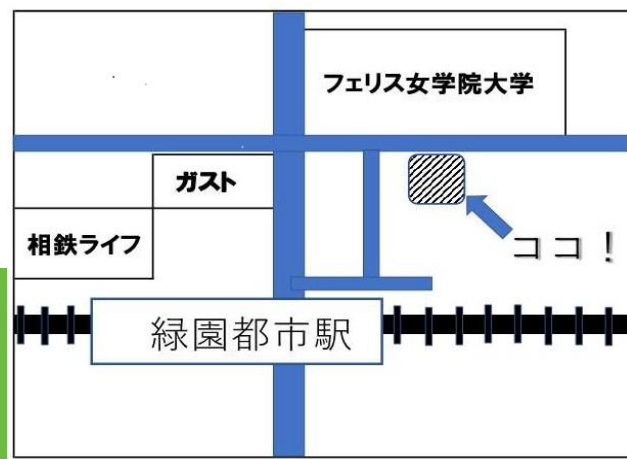 フェリス女学院大学
ガスト
相鉄ライフ
ココ！
緑園都市駅